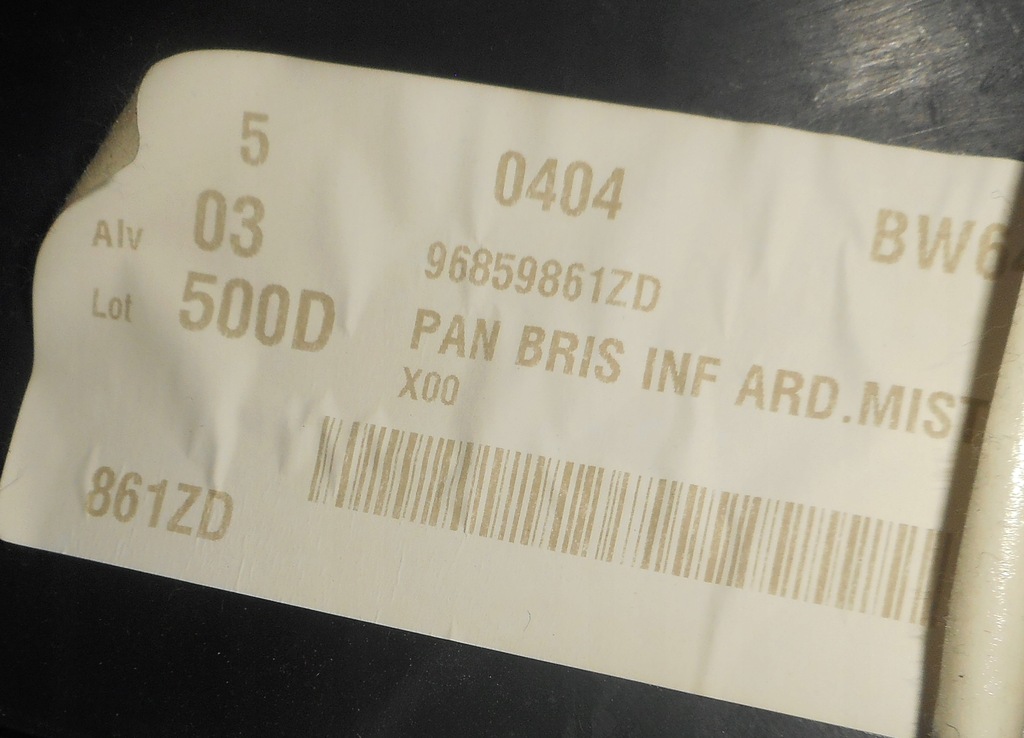 5
0404
Alv 03
BW6
96859861ZD
Lot 500D
PAN BRIS INF ARD.MIST
X00
861ZD